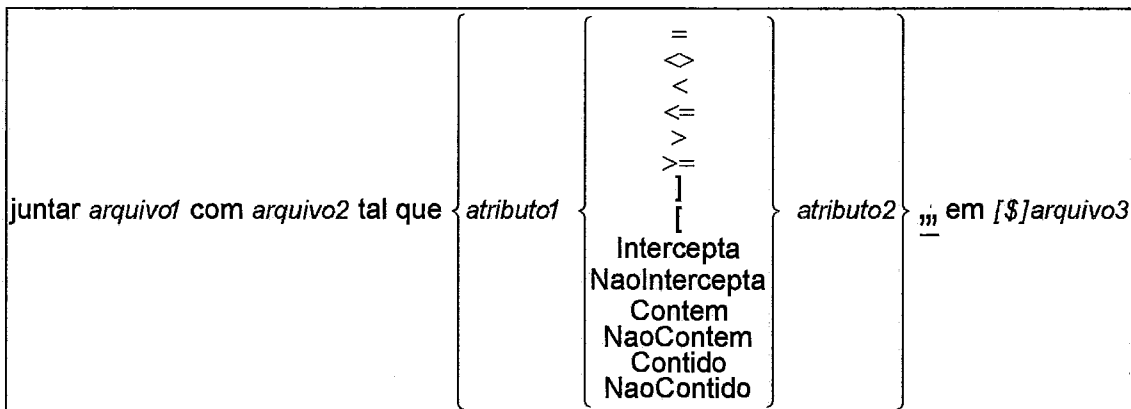 =
<>
<
<=
>
>=
]
juntar arquivo1 com arquivo2 tal que { atributo1 { } atributo2 } ,,, em [$]arquivo3
[
Intercepta
NaoIntercepta
Contem
NaoContem
Contido
NaoContido